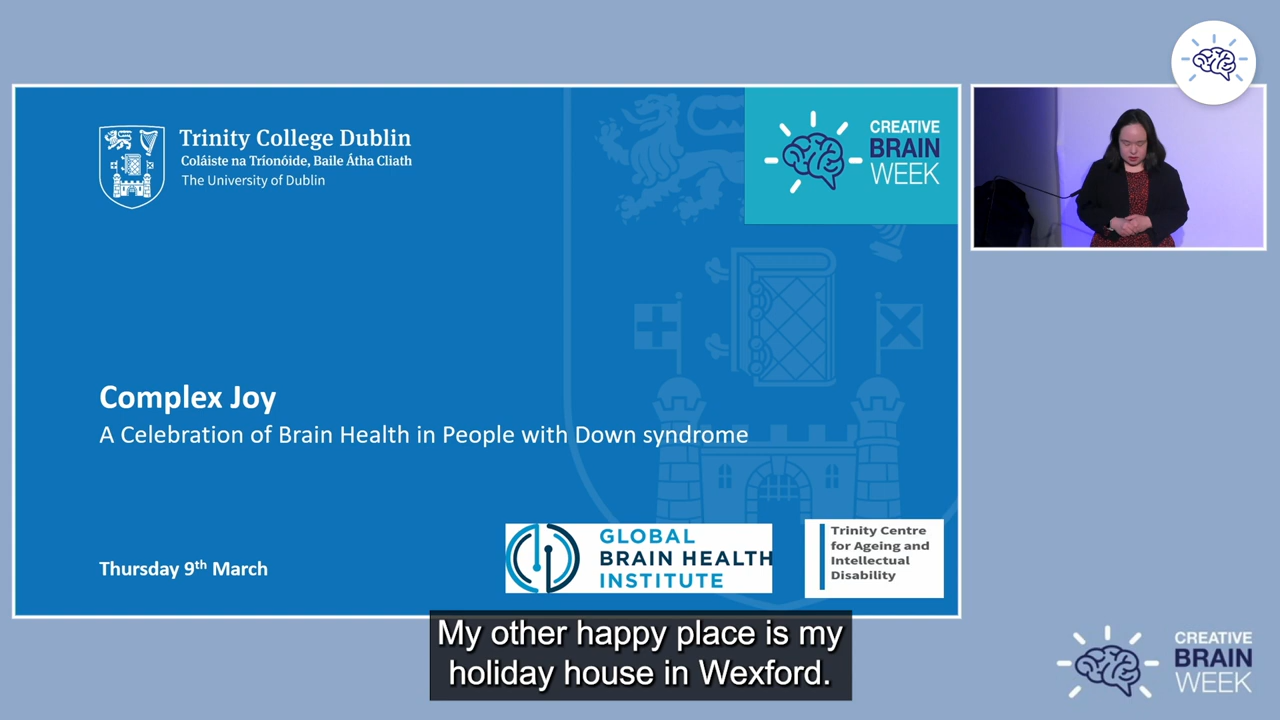 Trinity College Dublin
Coláiste na Tríonóide, Baile Átha Cliath
The University of Dublin
CREATIVE
BRAIN
WEEK
Complex Joy
A Celebration of Brain Health in People with Down syndrome
Thursday 9th March
GLOBAL
BRAIN HEALTH
INSTITUTE
Trinity Centre
for Ageing and
Intellectual
Disability
My other happy place is my
holiday house in Wexford.
CREATIVE
BRAIN
WEEK